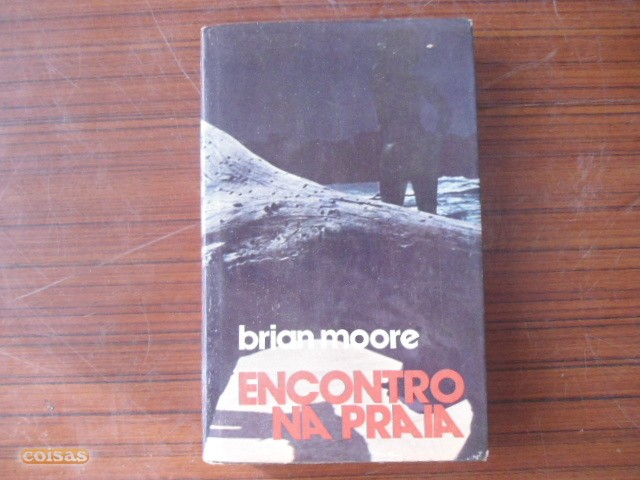 brian moore
ENCONTRO
NA PRAIA
coisas